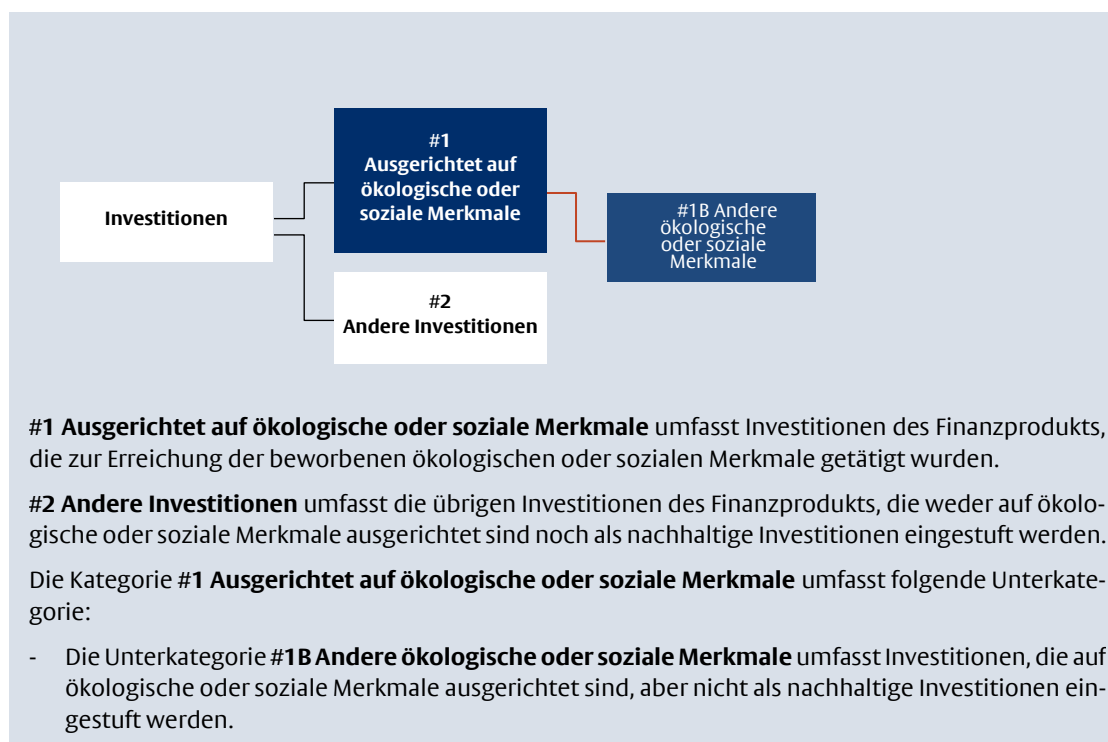 #1
Ausgerichtet auf
ökologische oder
soziale Merkmale
Investitionen
#1B Andere
ökologische
oder soziale
Merkmale
#2
Andere Investitionen
#1 Ausgerichtet auf ökologische oder soziale Merkmale umfasst Investitionen des Finanzprodukts,
die zur Erreichung der beworbenen ökologischen oder sozialen Merkmale getätigt wurden.
#2 Andere Investitionen umfasst die übrigen Investitionen des Finanzprodukts, die weder auf ökolo-
gische oder soziale Merkmale ausgerichtet sind noch als nachhaltige Investitionen eingestuft werden.
Die Kategorie #1 Ausgerichtet auf ökologische oder soziale Merkmale umfasst folgende Unterkate-
gorie:
- Die Unterkategorie #1B Andere ökologische oder soziale Merkmale umfasst Investitionen, die auf
ökologische oder soziale Merkmale ausgerichtet sind, aber nicht als nachhaltige Investitionen ein-
gestuft werden.